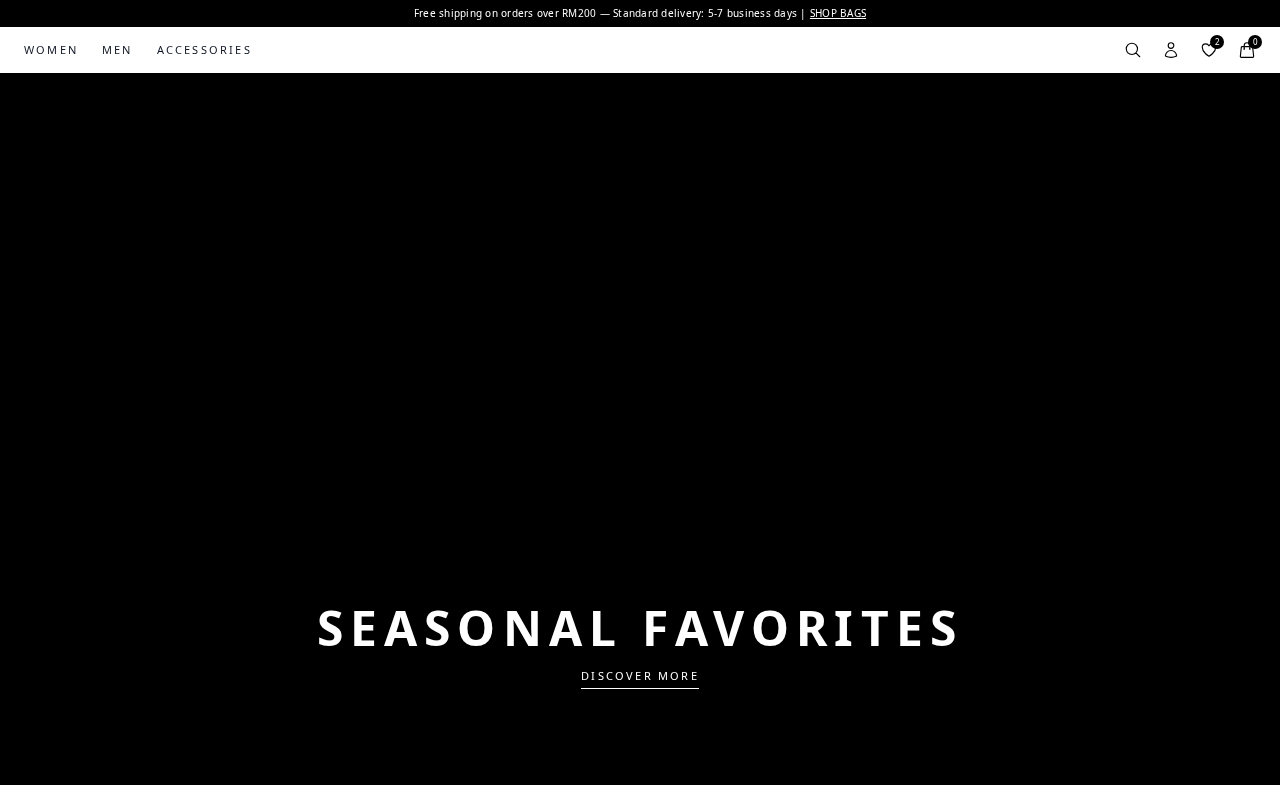 Free shipping on orders over RM200 — Standard delivery: 5-7 business days | SHOP BAGS
WOMEN MEN ACCESSORIES 2 0
SEASONAL FAVORITES
DISCOVER MORE